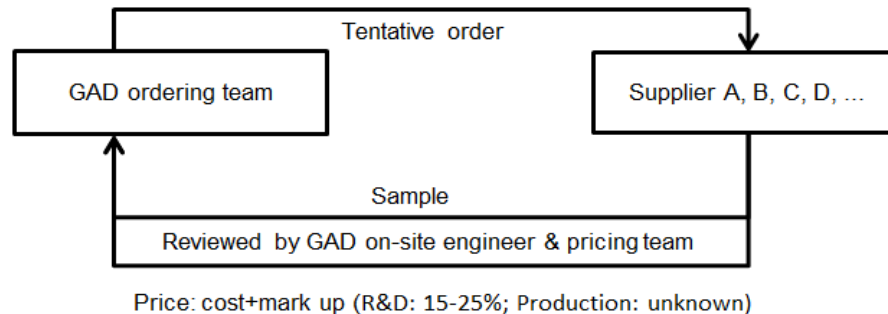 Tentative order
GAD ordering team
Supplier A, B, C, D, ...
Sample
Reviewed by GAD on-site engineer & pricing team
Price: cost+mark up (R&D: 15-25%; Production: unknown)